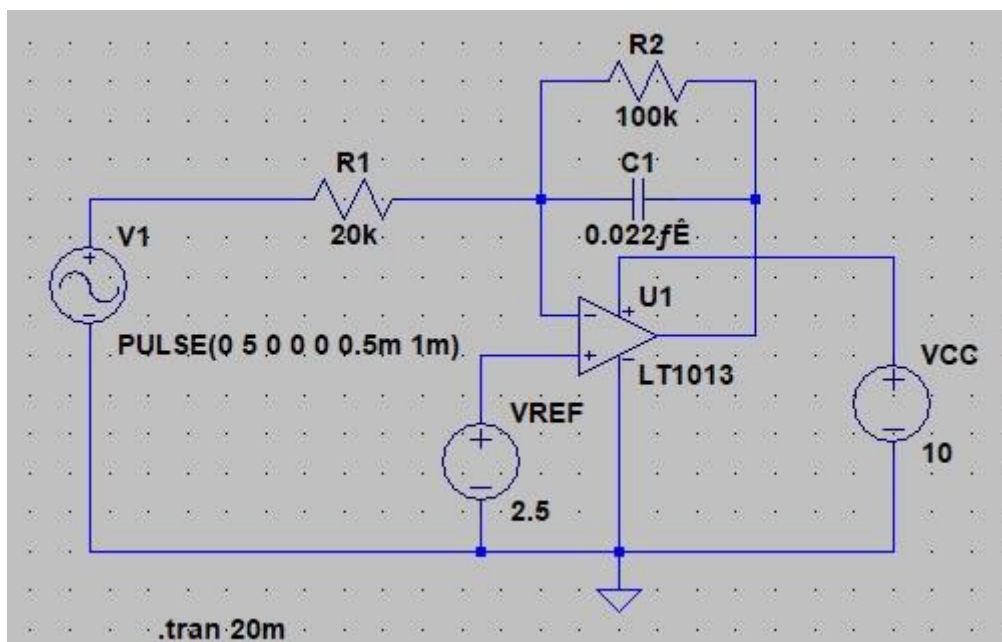 R2
100k
R1
C1
20k
0.022ƒÊ
V1
U1
PULSE(0 5 0 0 0 0.5m 1m)
LT1013
VCC
VREF
10
2.5
.tran 20m